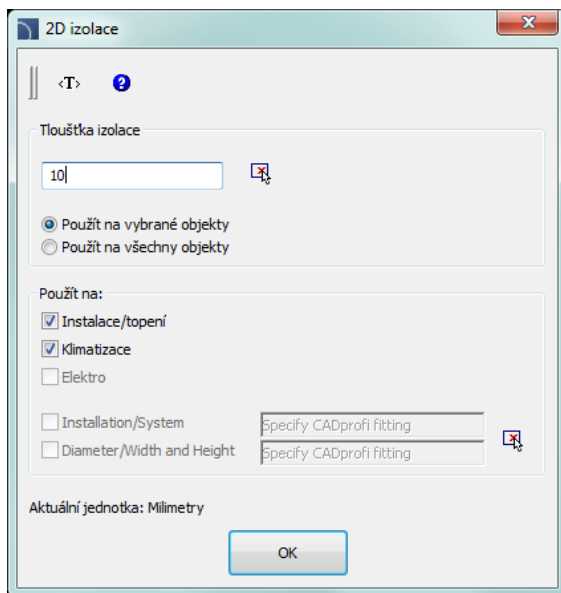 2D izolace
<T>
?
Tloušťka izolace
10
Použít na vybrané objekty
Použít na všechny objekty
Použít na:
Instalace/topení
Klimatizace
Elektro
Installation/System Specify CADprofi fitting
Diameter/Width and Height Specify CADprofi fitting
Aktuální jednotka: Milimetry
OK